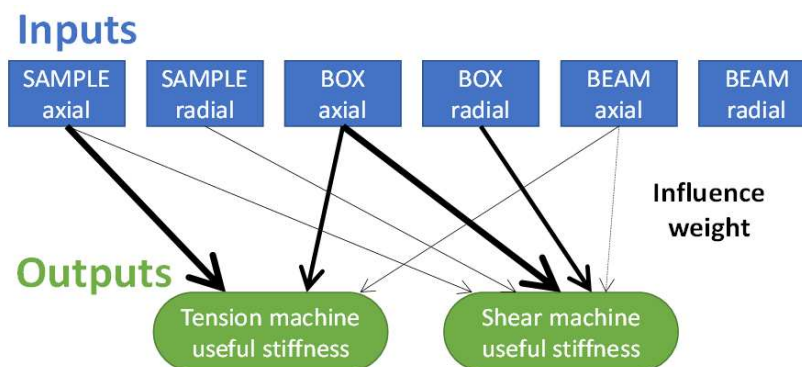 Inputs
SAMPLE axial
SAMPLE radial
BOX axial
BOX radial
BEAM axial
BEAM radial
Influence weight
Outputs
Tension machine useful stiffness
Shear machine useful stiffness